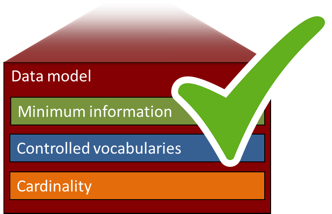 Data model
Minimum information
Controlled vocabularies
Cardinality